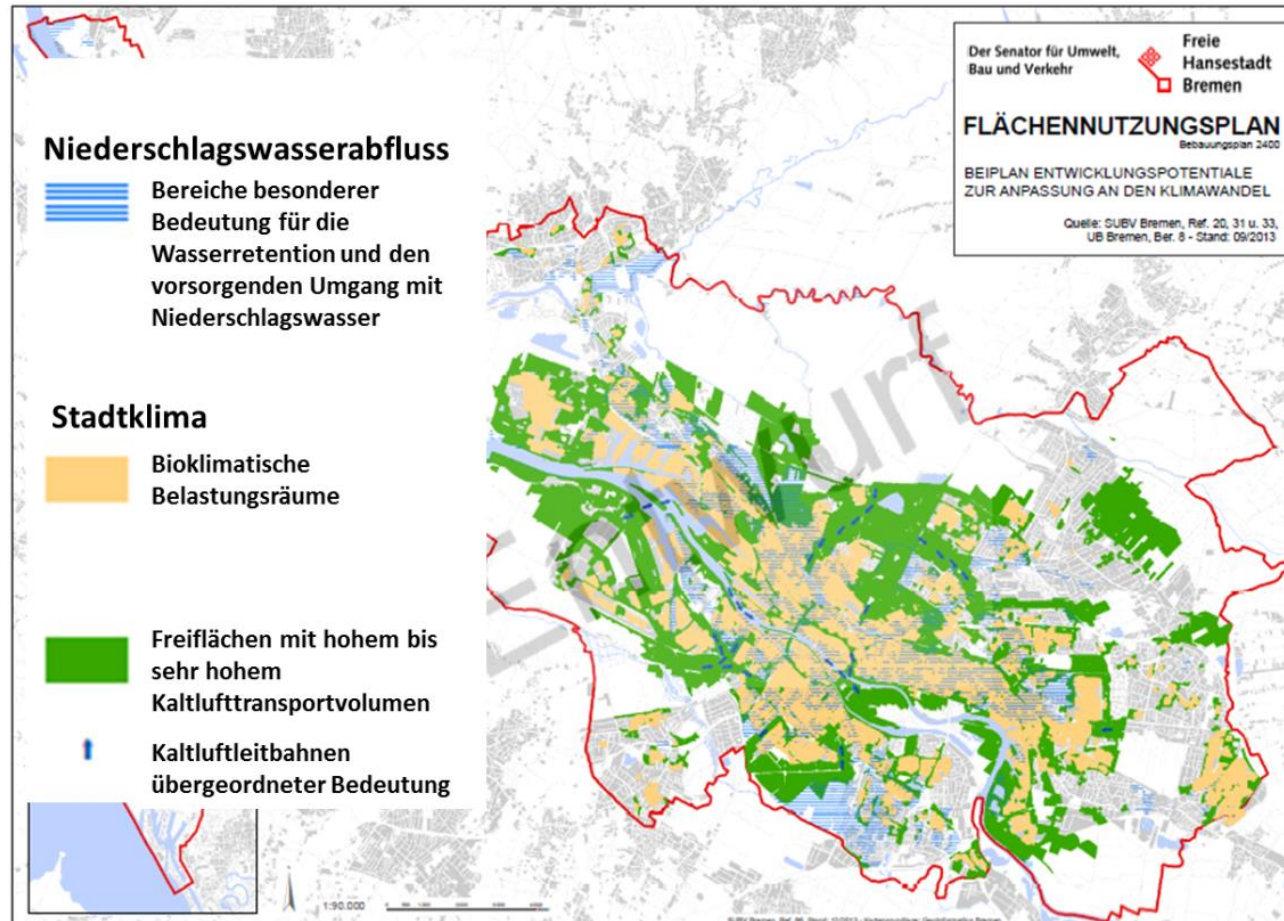 Niederschlagswasserabfluss
Bereiche besonderer
Bedeutung für die
Wasserretention und den
vorsorgenden Umgang mit
Niederschlagswasser
Stadtklima
Bioklimatische
Belastungsräume
Freiflächen mit hohem bis
sehr hohem
Kaltlufttransportvolumen
Kaltluftleitbahnen
übergeordneter Bedeutung
Der Senator für Umwelt,
Bau und Verkehr
Freie
Hansestadt
Bremen
FLÄCHENNUTZUNGSPLAN
Bebauungsplan 2400
BEIPLAN ENTWICKLUNGSPOTENTIALE
ZUR ANPASSUNG AN DEN KLIMAWANDEL
Quelle: SUBV Bremen, Ref. 20, 31 u. 33,
UB Bremen, Ber. 8 - Stand: 09/2013
Entwurf
1:90.000